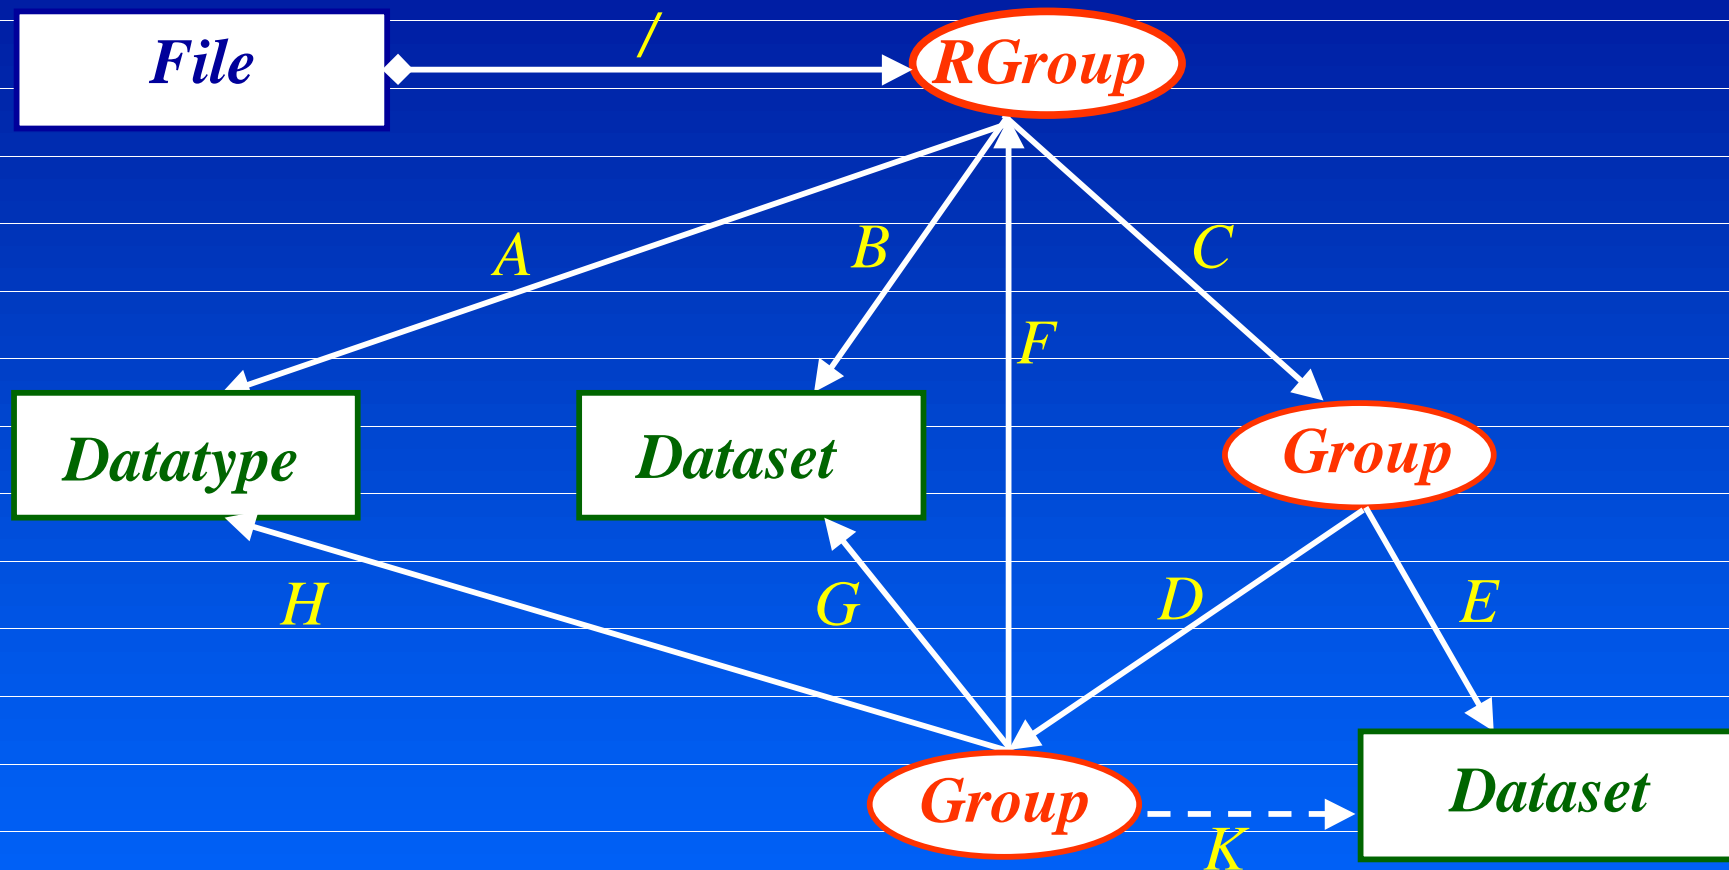 /
File
RGroup
A
B
C
F
Datatype
Dataset
Group
H
G
D
E
Group
Dataset
K